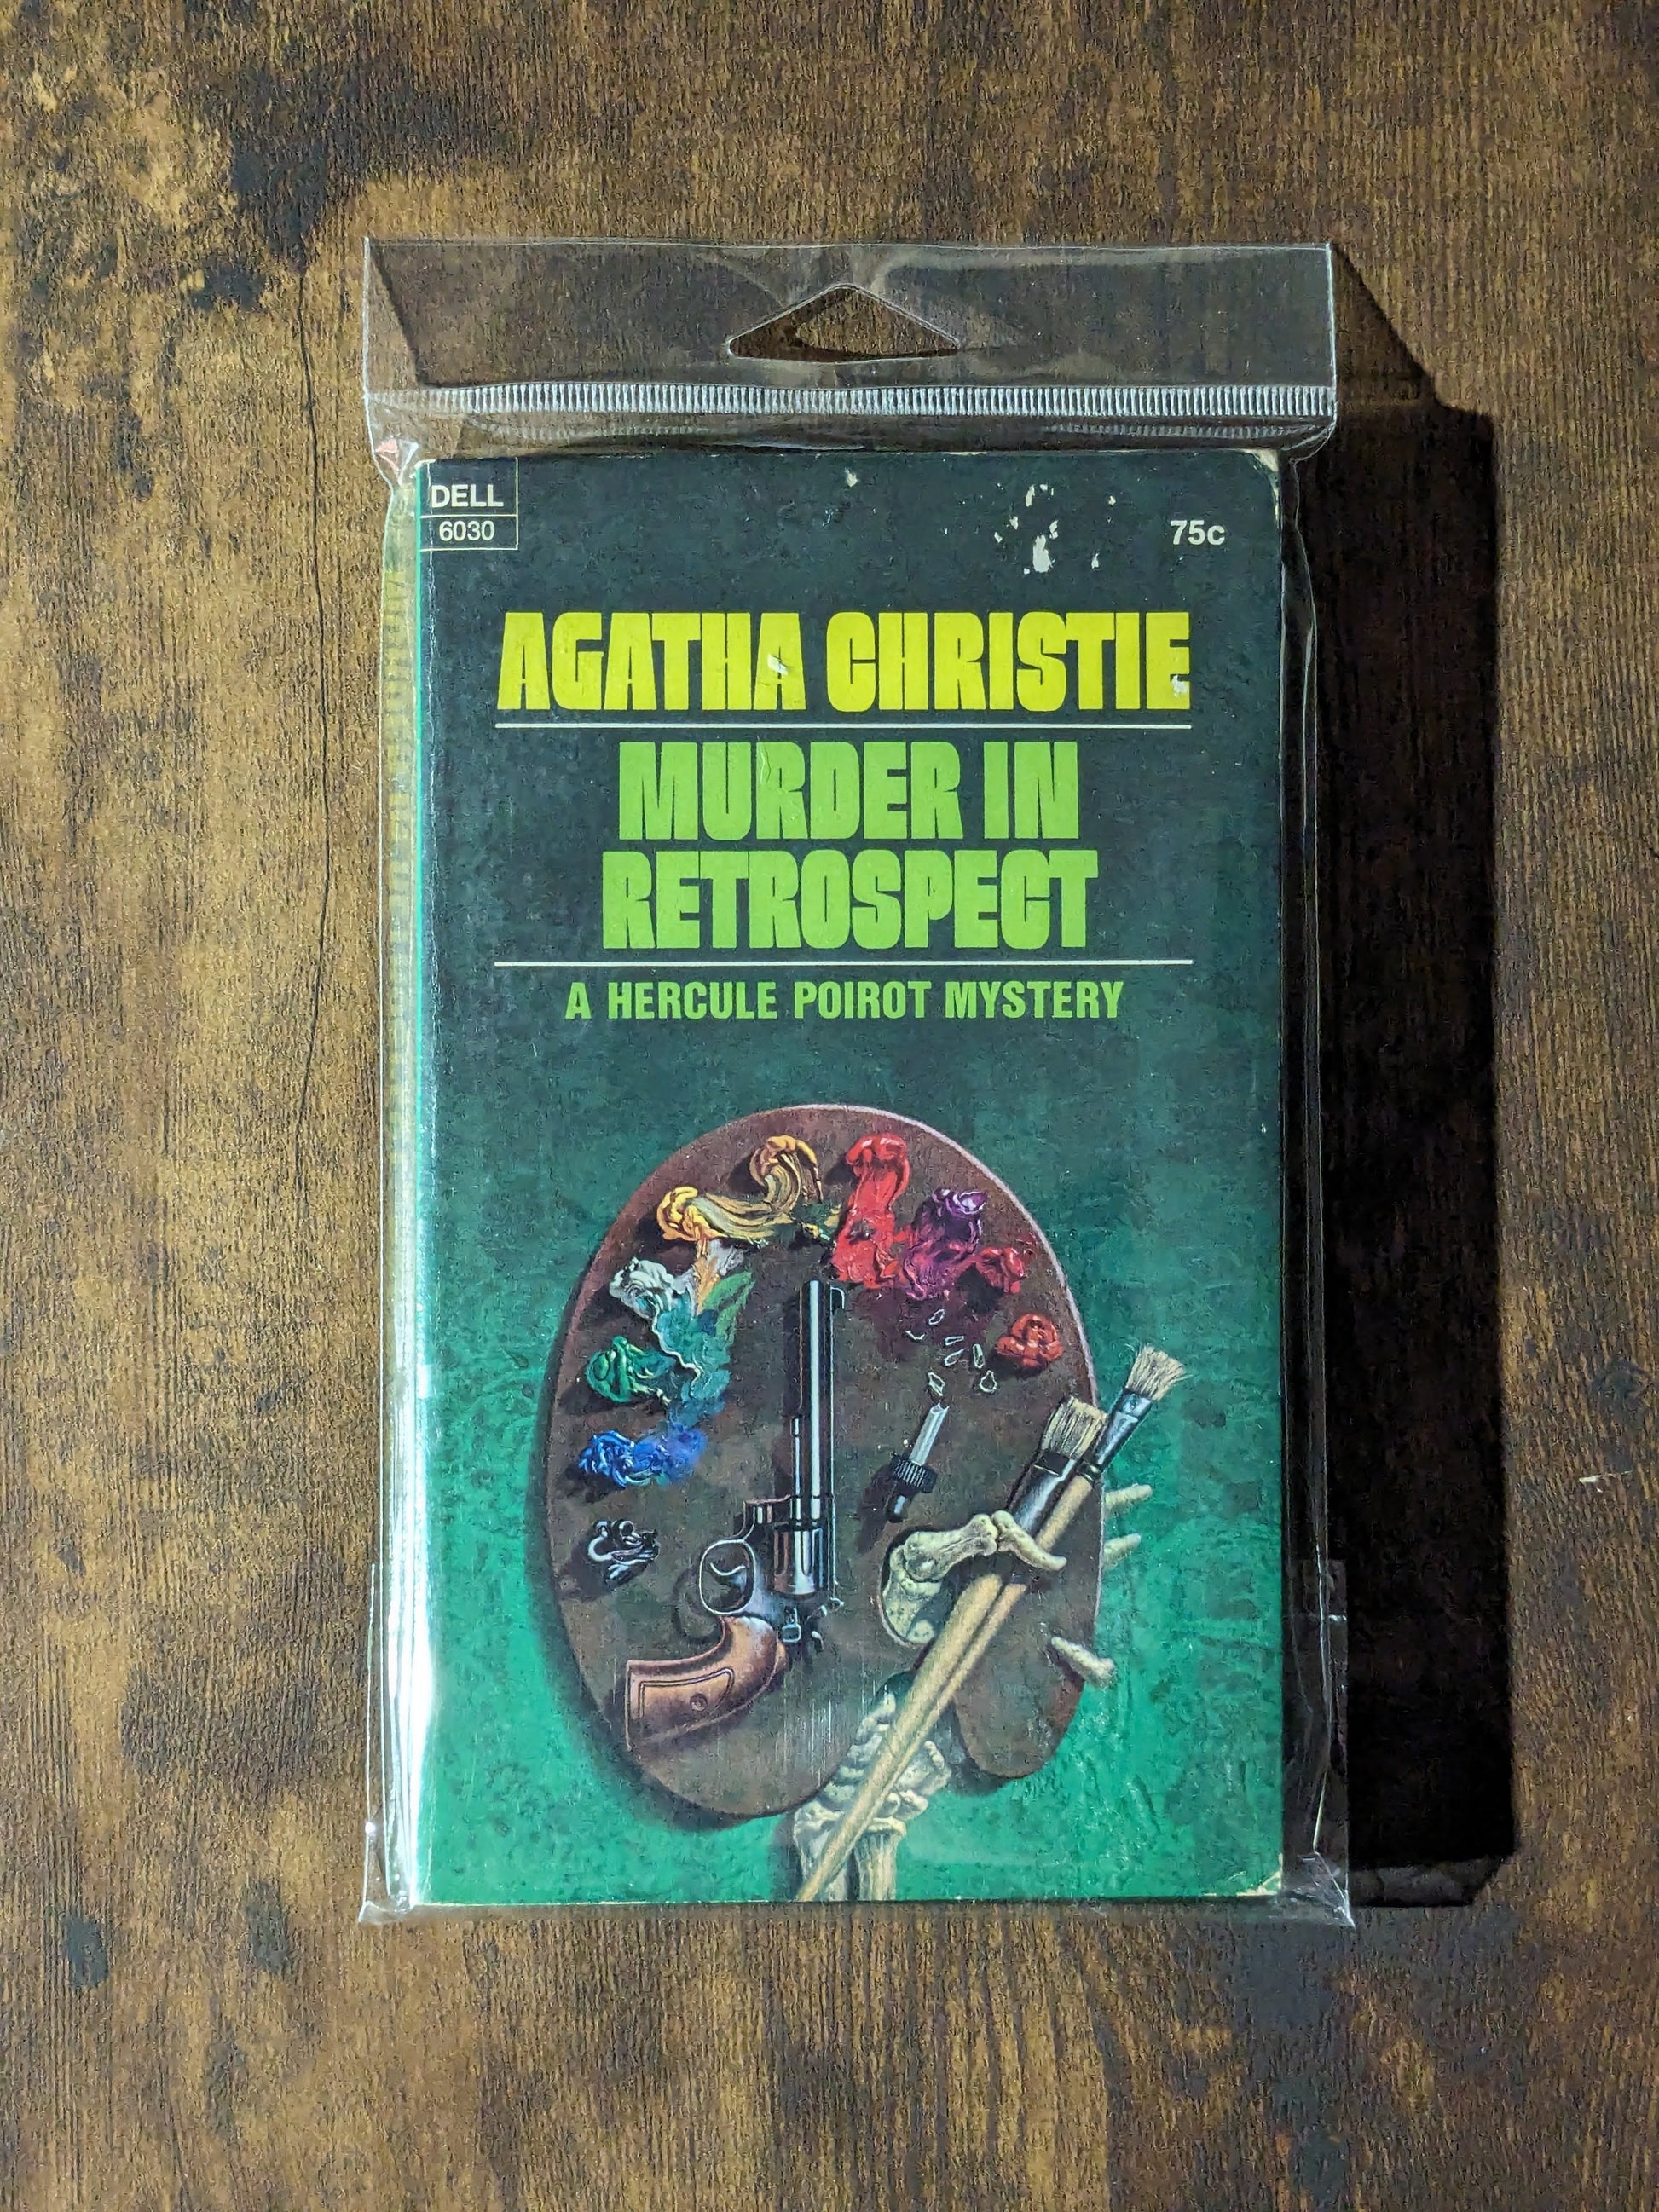 DELL
6030
75c
AGATHA CHRISTIE
MURDER IN
RETROSPECT
A HERCULE POIROT MYSTERY